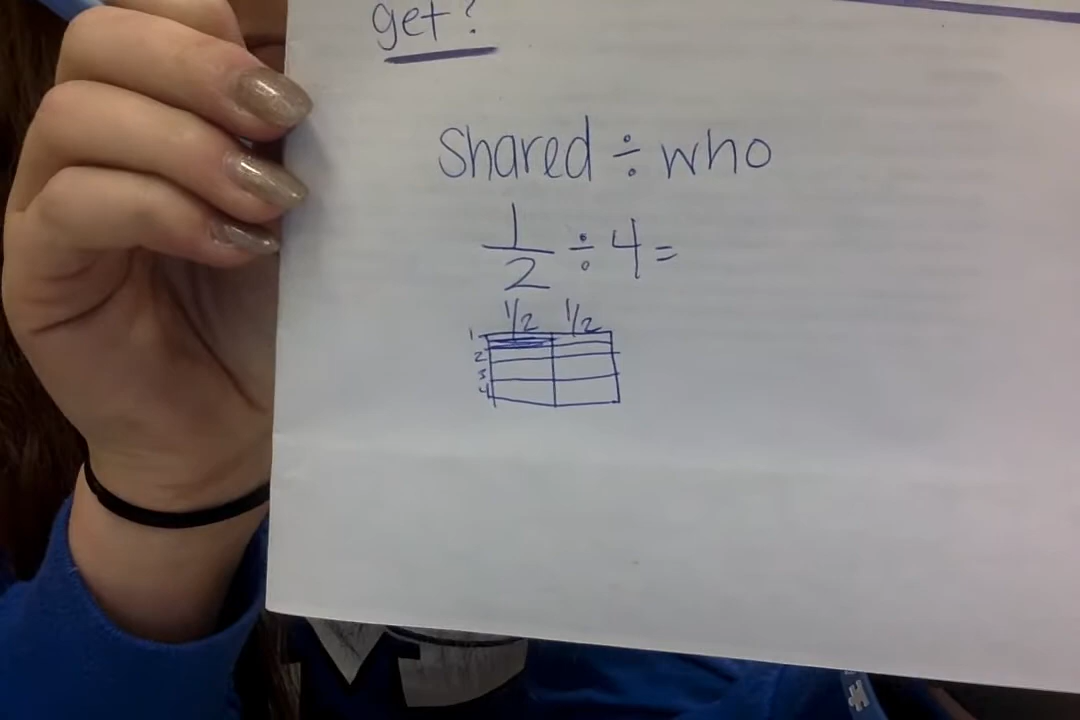 get?
Shared ÷ who
1/2 ÷ 4 =
1/2 1/2
1
2
3
4